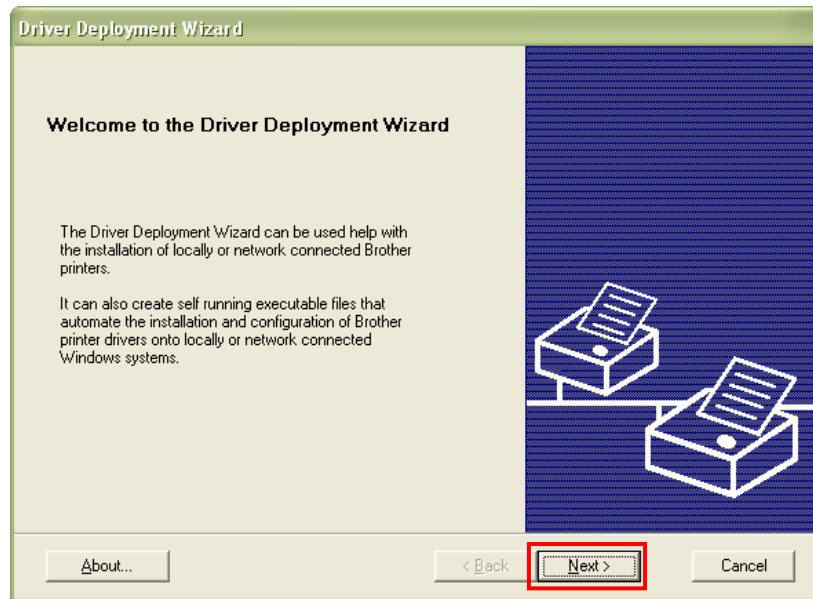 Driver Deployment Wizard
Welcome to the Driver Deployment Wizard
The Driver Deployment Wizard can be used help with
the installation of locally or network connected Brother
printers.
It can also create self running executable files that
automate the installation and configuration of Brother
printer drivers onto locally or network connected
Windows systems.
About... < Back Next > Cancel